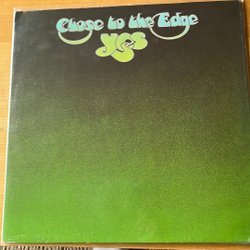 Close to the Edge
yes